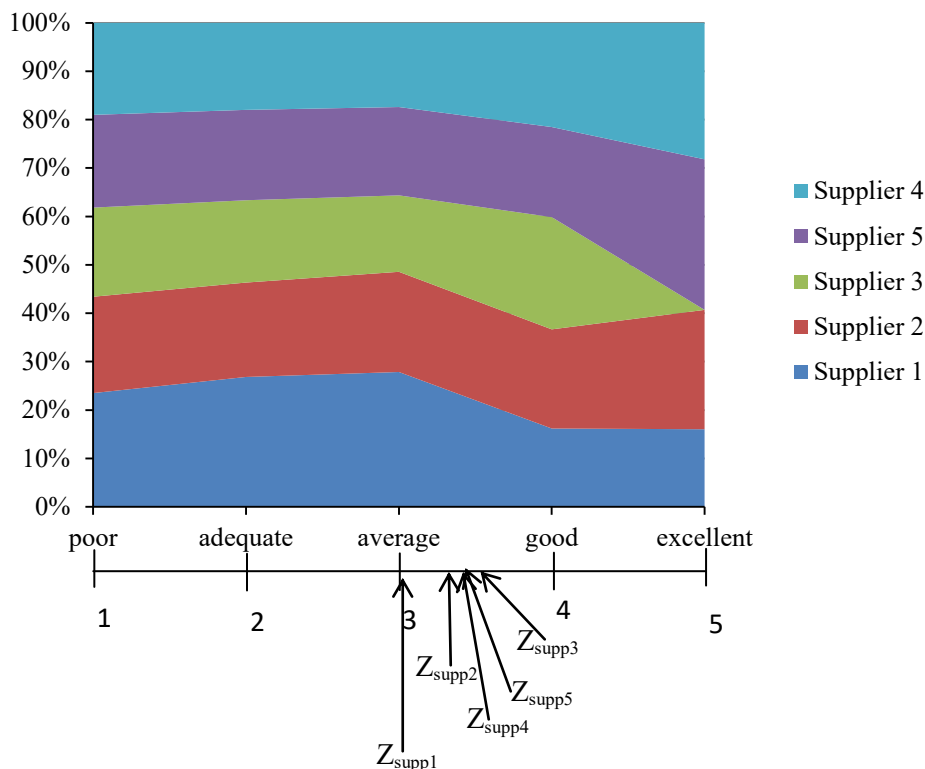 100%
90%
80%
70%
60%
50%
40%
30%
20%
10%
0%
poor adequate average good excellent
1 2 3 4 5
Supplier 4
Supplier 5
Supplier 3
Supplier 2
Supplier 1
Zsupp3
Zsupp2
Zsupp5
Zsupp4
Zsupp1